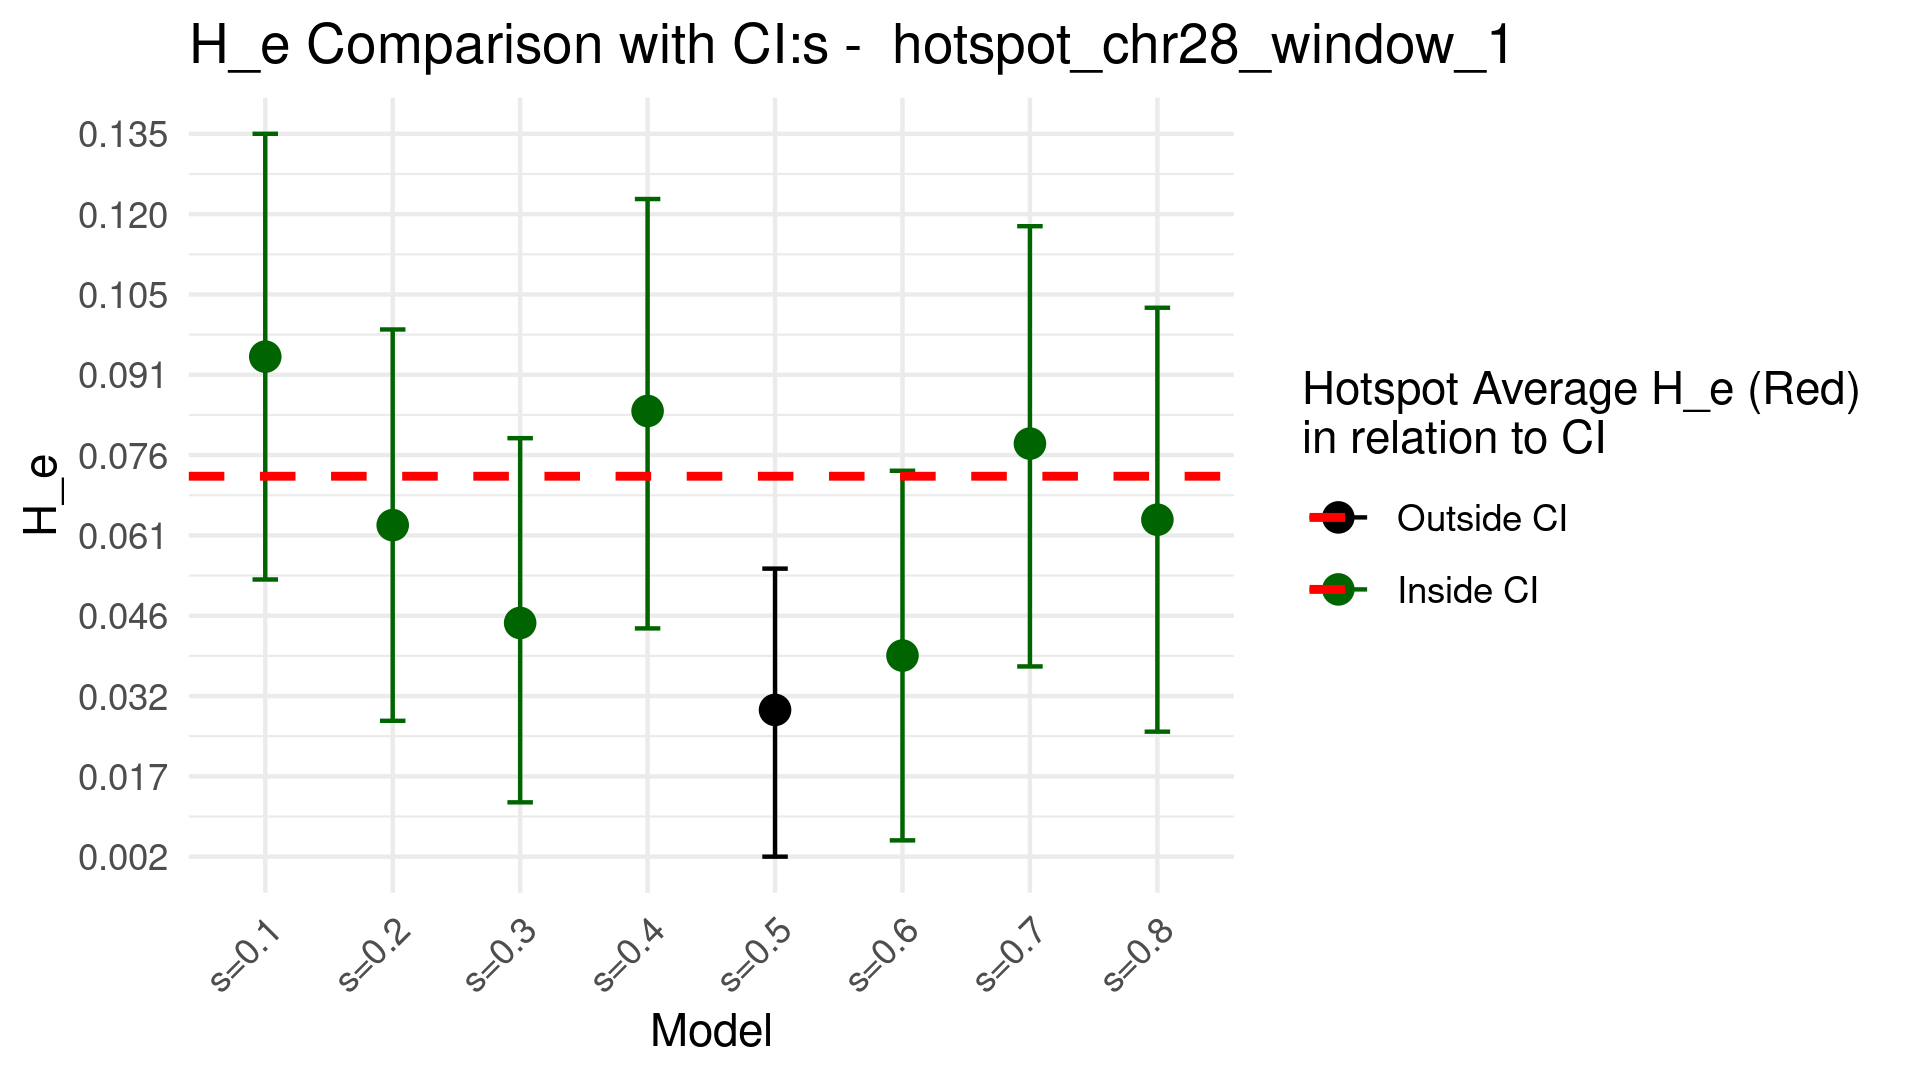 H_e Comparison with CI:s -  hotspot_chr28_window_1
0.135
0.120
0.105
0.091
0.076
0.061
0.046
0.032
0.017
0.002
H_e
s=0.1
s=0.2
s=0.3
s=0.4
s=0.5
s=0.6
s=0.7
s=0.8
Model
Hotspot Average H_e (Red)
in relation to CI
Outside CI
Inside CI